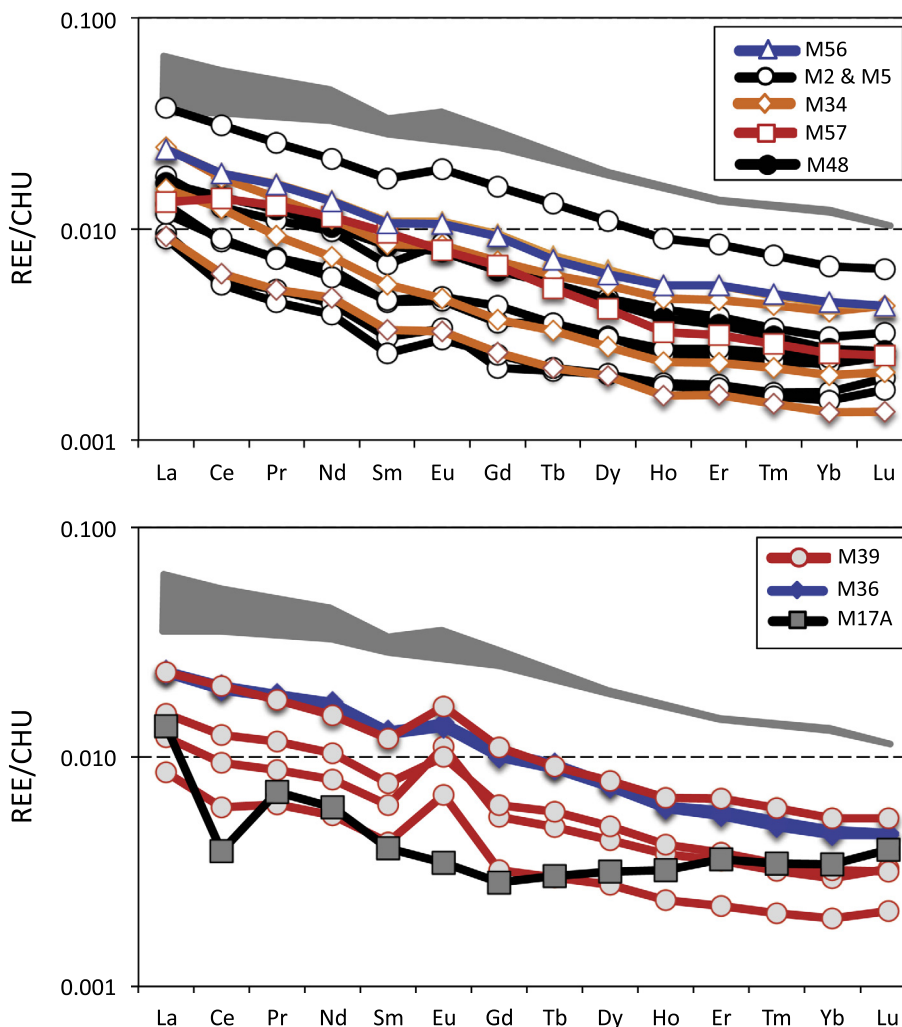 0.100
M56
M2 & M5
M34
M57
M48
REE/CHU
0.010
0.001
La Ce Pr Nd Sm Eu Gd Tb Dy Ho Er Tm Yb Lu
0.100
M39
M36
M17A
REE/CHU
0.010
0.001
La Ce Pr Nd Sm Eu Gd Tb Dy Ho Er Tm Yb Lu